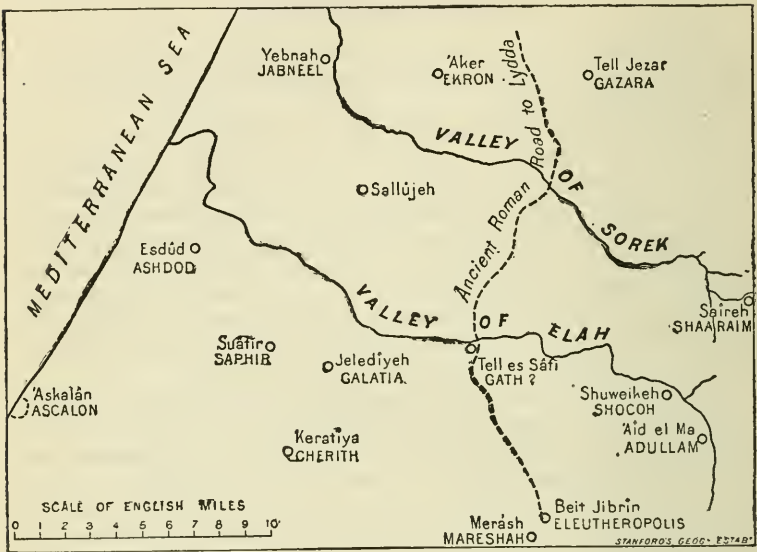 MEDITERRANEAN SEA
Yebnah
JABNEEL
'Aker
EKRON
Tell Jezar
GAZARA
Ancient Roman Road to Lydda
VALLEY OF SOREK
Sallûjeh
Esdûd
ASHDOD
VALLEY OF ELAH
Saireh
SHAARAIM
Suâfir
SAPHIR
Jeledîyeh
GALATIA
Tell es Sâfi
GATH ?
'Askalân
ASCALON
Shuweikeh
SHOCOH
'Aid el Ma
ADULLAM
Keratîya
CHERITH
Beit Jibrîn
ELEUTHEROPOLIS
Merâsh
MARESHAH
SCALE OF ENGLISH MILES
0 1 2 3 4 5 6 7 8 9 10
STANFORD'S GEOG. ESTABT